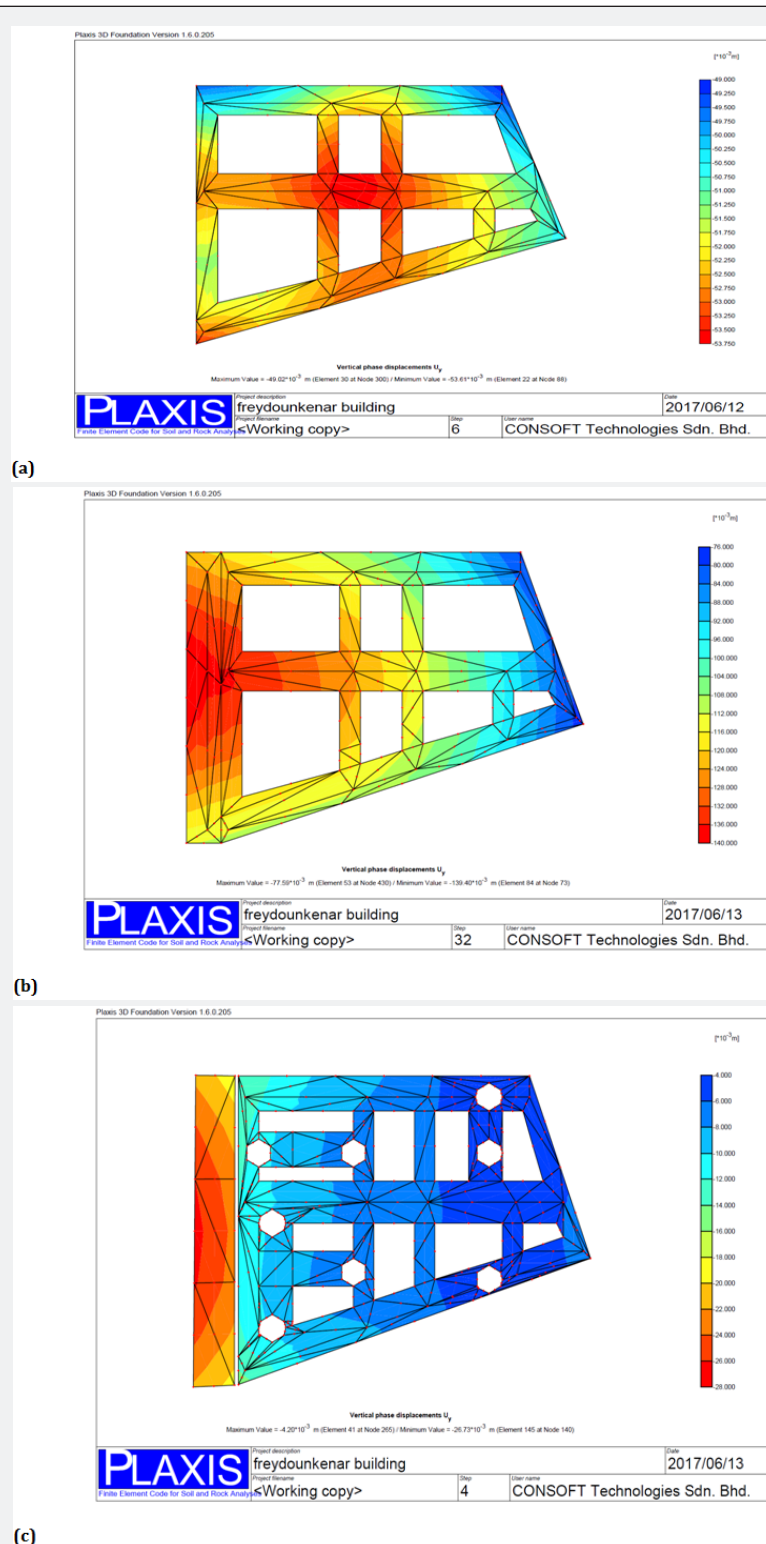 Plaxis 3D Foundation Version 1.6.0.205
[*10-3m]
-49.000
-49.250
-49.500
-49.750
-50.000
-50.250
-50.500
-50.750
-51.000
-51.250
-51.500
-51.750
-52.000
-52.250
-52.500
-52.750
-53.000
-53.250
-53.500
-53.750
Vertical phase displacements Uy
Maximum Value = -49.02*10-3 m (Element 30 at Node 300) / Minimum Value = -53.61*10-3 m (Element 22 at Node 88)
PLAXIS
Finite Element Code for Soil and Rock Analyses
Project description
freydounkenar building
Date
2017/06/12
Project filename
<Working copy>
Step
6
User name
CONSOFT Technologies Sdn. Bhd.
(a)
Plaxis 3D Foundation Version 1.6.0.205
[*10-3m]
-76.000
-80.000
-84.000
-88.000
-92.000
-96.000
-100.000
-104.000
-108.000
-112.000
-116.000
-120.000
-124.000
-128.000
-132.000
-136.000
-140.000
Vertical phase displacements Uy
Maximum Value = -77.59*10-3 m (Element 53 at Node 430) / Minimum Value = -139.40*10-3 m (Element 84 at Node 73)
PLAXIS
Finite Element Code for Soil and Rock Analyses
Project description
freydounkenar building
Date
2017/06/13
Project filename
<Working copy>
Step
32
User name
CONSOFT Technologies Sdn. Bhd.
(b)
Plaxis 3D Foundation Version 1.6.0.205
[*10-3m]
-4.000
-6.000
-8.000
-10.000
-12.000
-14.000
-16.000
-18.000
-20.000
-22.000
-24.000
-26.000
-28.000
Vertical phase displacements Uy
Maximum Value = -4.20*10-3 m (Element 41 at Node 265) / Minimum Value = -26.73*10-3 m (Element 145 at Node 140)
PLAXIS
Finite Element Code for Soil and Rock Analyses
Project description
freydounkenar building
Date
2017/06/13
Project filename
<Working copy>
Step
4
User name
CONSOFT Technologies Sdn. Bhd.
(c)